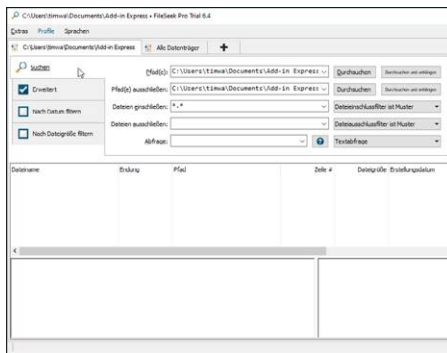 C:\Users\timwa\Documents\Add-in Express • FileSeek Pro Trial 6.4
Extras Profile Sprachen
C:\Users\timwa\Documents\Add-in Express Alle Datenträger +
Suchen
Pfad(e): C:\Users\timwa\Documents\Add-in Express Durchsuchen Durchsuchen und anhängen
Erweitert
Pfad(e) ausschließen: C:\Users\timwa\Documents\Add-in Express Durchsuchen Durchsuchen und anhängen
Nach Datum filtern
Dateien einschließen: *.* Dateieinschlussfilter ist Muster
Nach Dateigröße filtern
Dateien ausschließen: Dateiausschlussfilter ist Muster
Abfrage: Textabfrage
Dateiname Endung Pfad Zeile # Dateigröße Erstellungsdatum